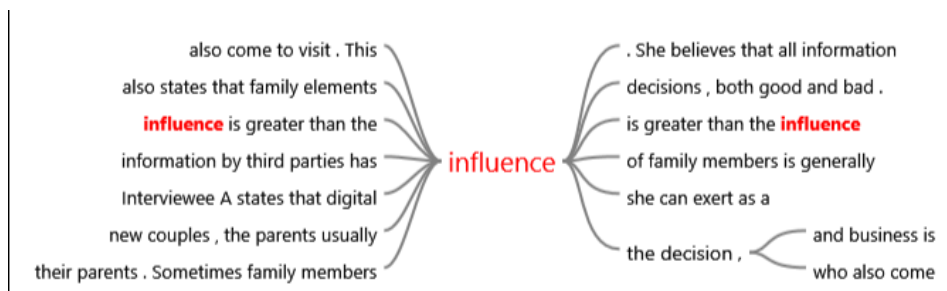 also come to visit . This
also states that family elements
influence is greater than the
information by third parties has
Interviewee A states that digital
new couples , the parents usually
their parents . Sometimes family members
influence
. She believes that all information
decisions , both good and bad .
is greater than the influence
of family members is generally
she can exert as a
the decision ,
and business is
who also come